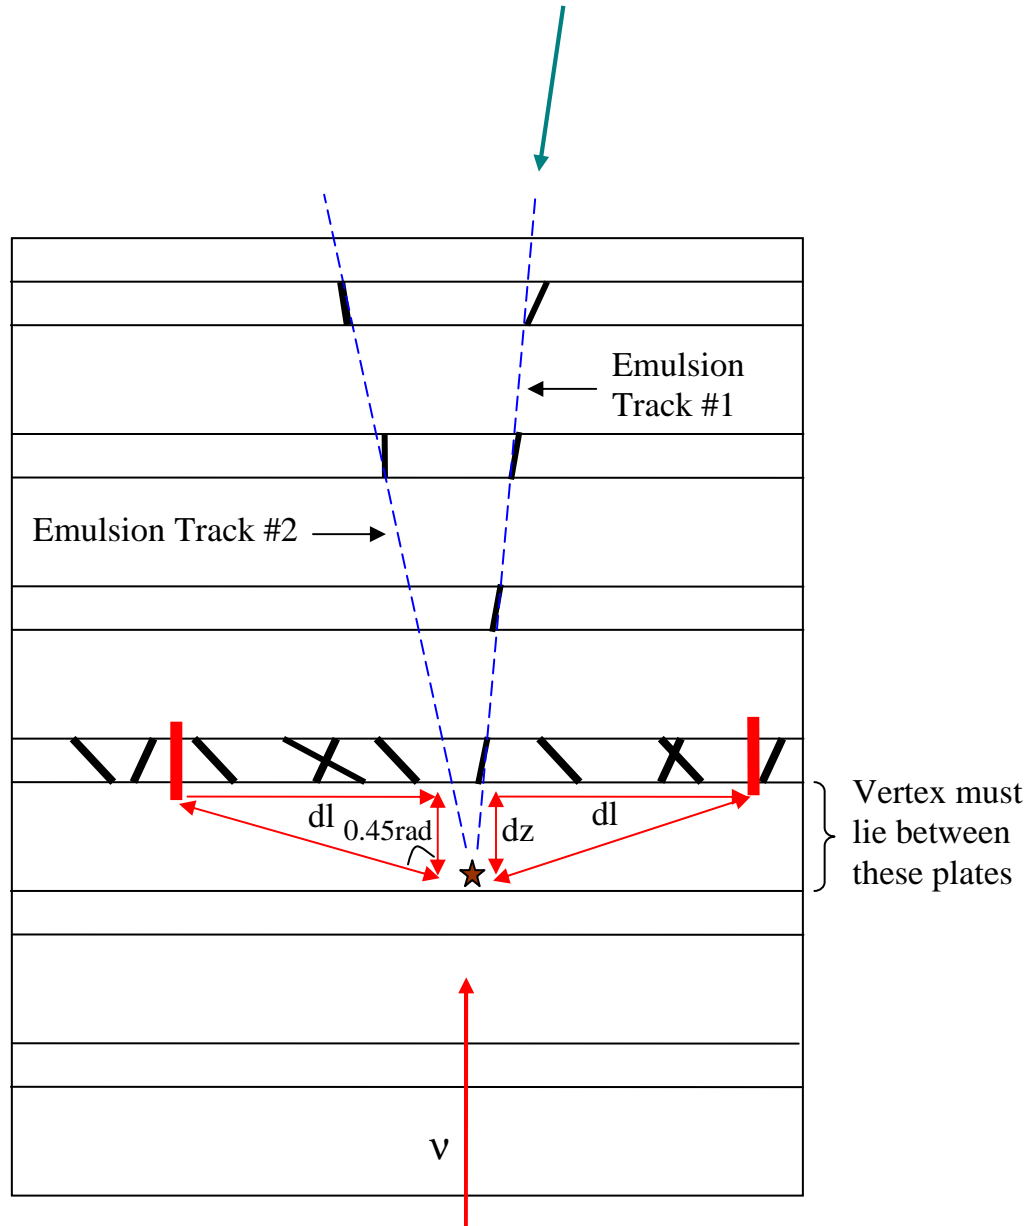 Emulsion
Track #1
Emulsion Track #2
dl
0.45rad
dz
dl
Vertex must
lie between
these plates
ν